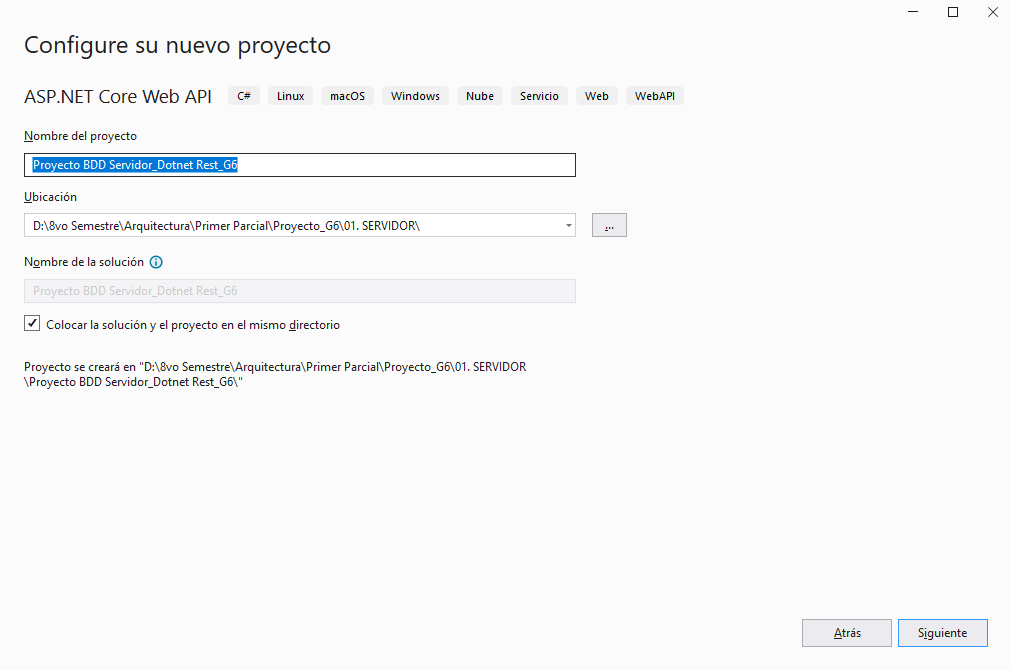 Configure su nuevo proyecto
ASP.NET Core Web API C# Linux macOS Windows Nube Servicio Web WebAPI
Nombre del proyecto
Proyecto BDD Servidor_Dotnet Rest_G6
Ubicación
D:\8vo Semestre\Arquitectura\Primer Parcial\Proyecto_G6\01. SERVIDOR\
...
Nombre de la solución
Proyecto BDD Servidor_Dotnet Rest_G6
Colocar la solución y el proyecto en el mismo directorio
Proyecto se creará en "D:\8vo Semestre\Arquitectura\Primer Parcial\Proyecto_G6\01. SERVIDOR
\Proyecto BDD Servidor_Dotnet Rest_G6\"
Atrás Siguiente